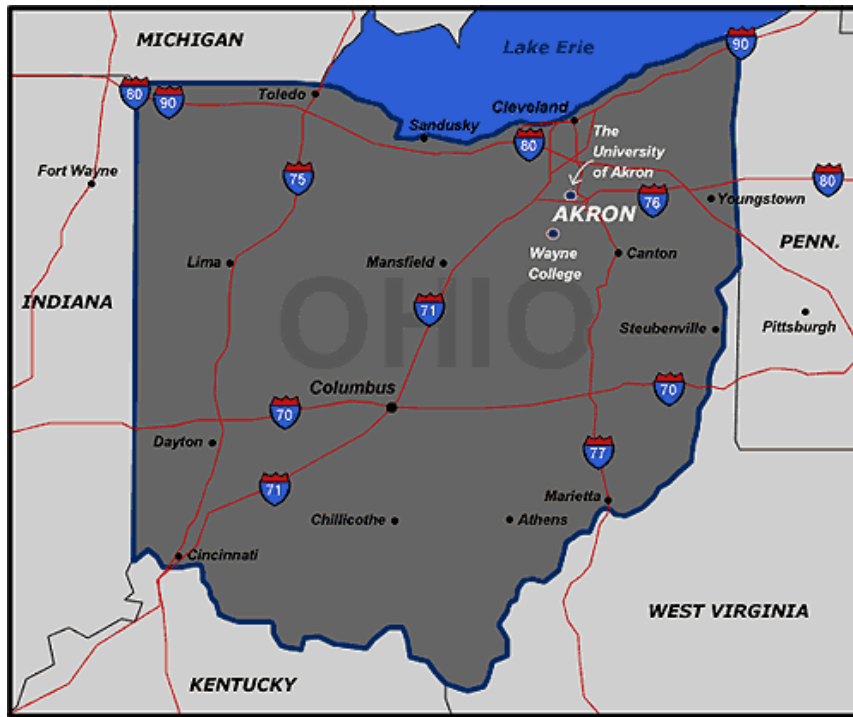 MICHIGAN
Lake Erie
90
80
90
Toledo
Cleveland
Sandusky
The
University
of Akron
80
Fort Wayne
75
80
76
Youngstown
AKRON
Wayne
College
Canton
PENN.
Lima
Mansfield
INDIANA
OHIO
71
Steubenville
Pittsburgh
Columbus
70
70
Dayton
77
71
Marietta
Chillicothe
Athens
Cincinnati
WEST VIRGINIA
KENTUCKY